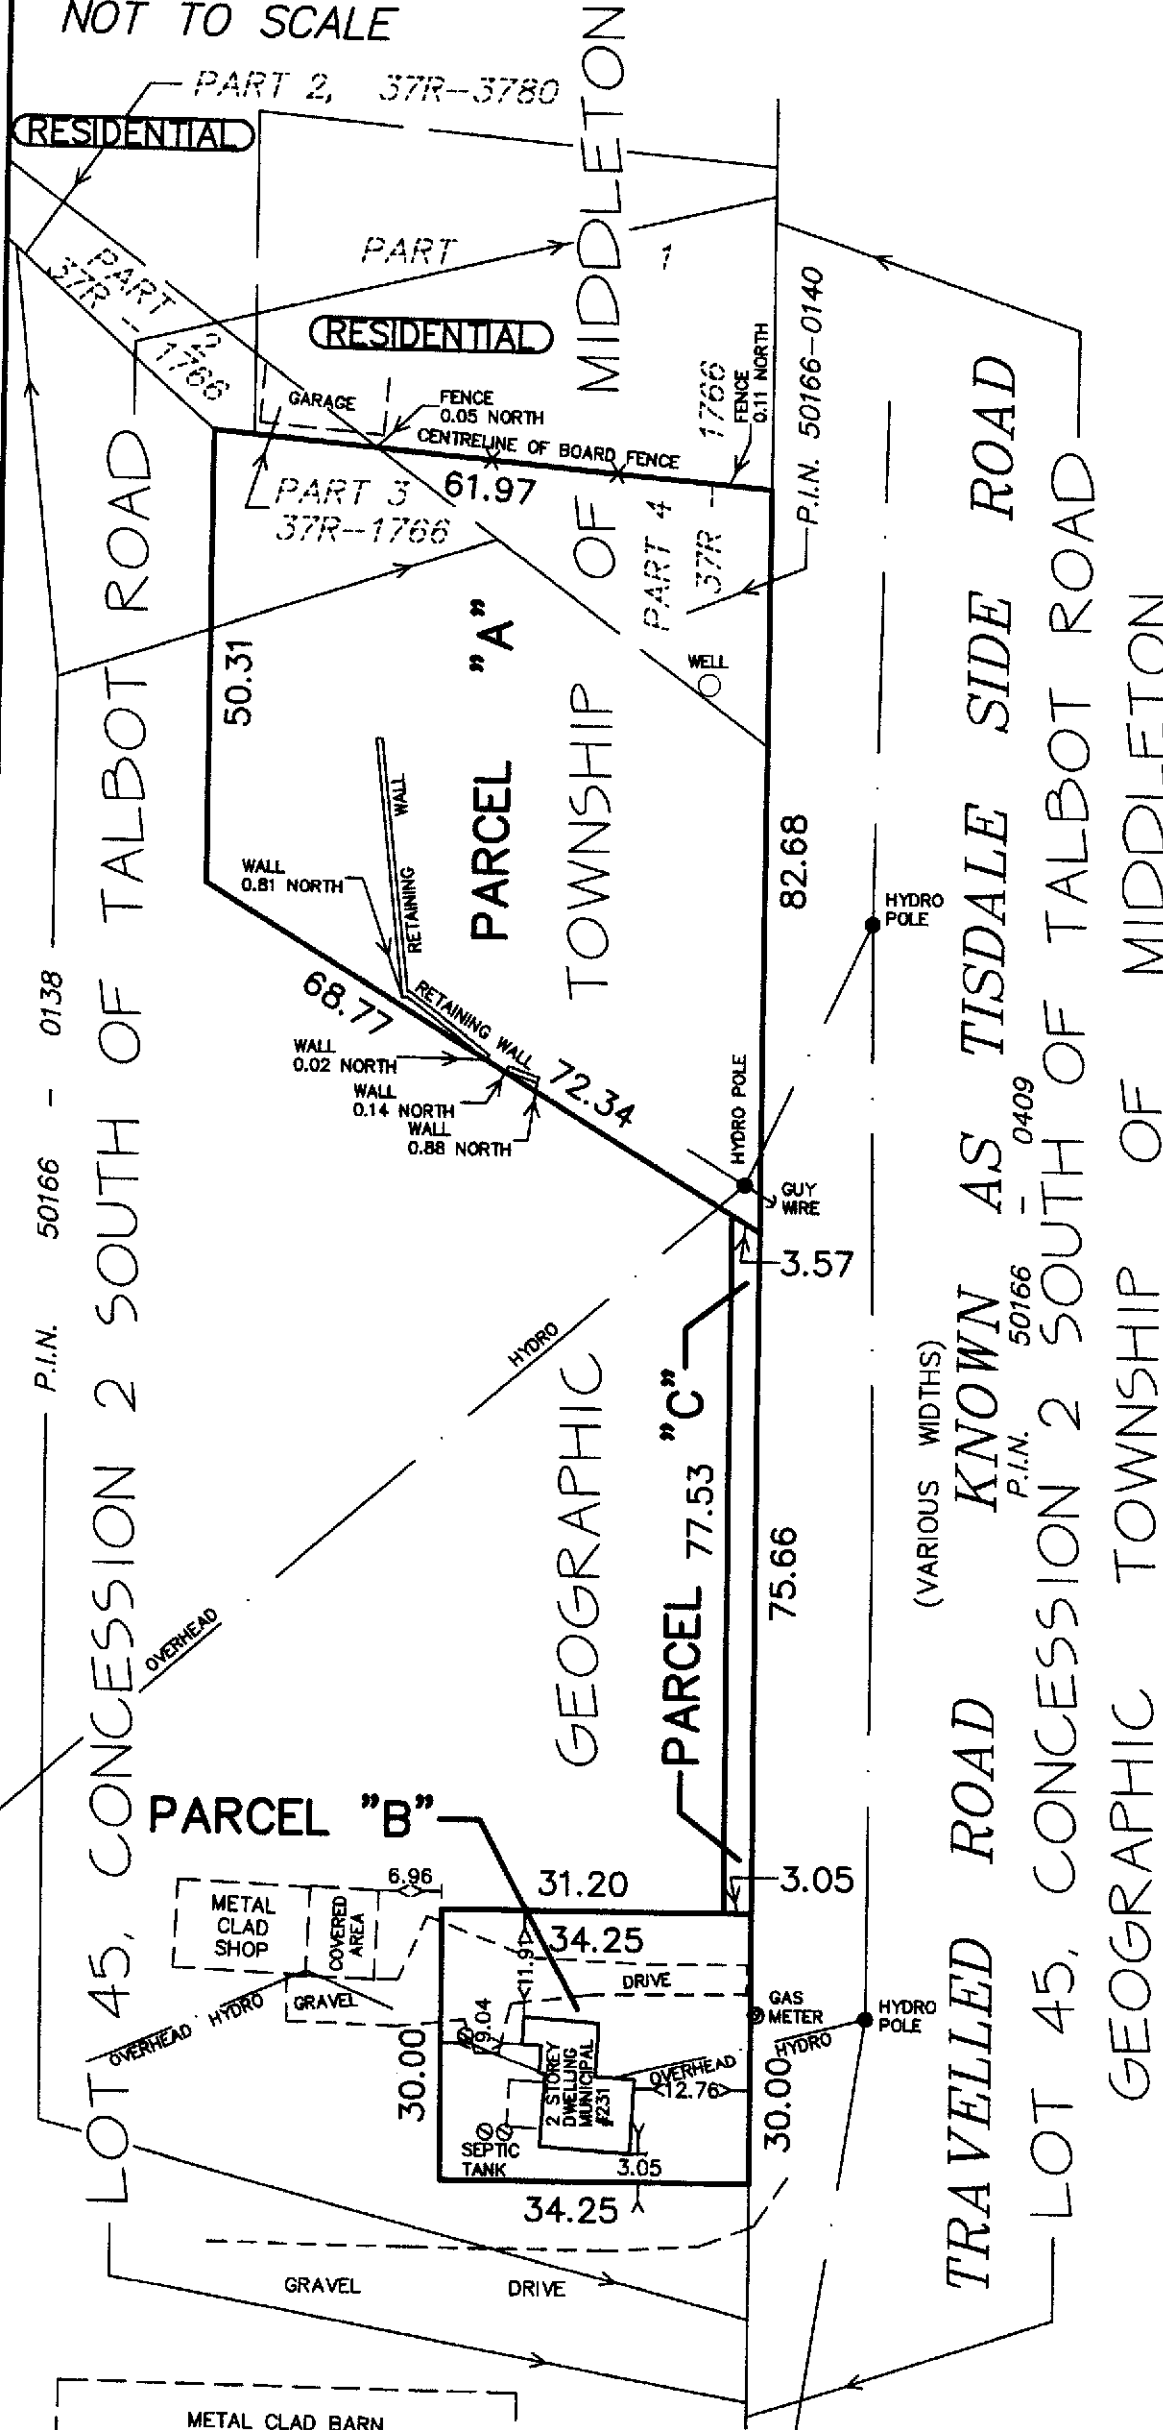 NOT TO SCALE
PART 2, 37R-3780
RESIDENTIAL
PART 2
37R - 1766
PART 1
RESIDENTIAL
GARAGE
FENCE
0.05 NORTH
CENTRELINE OF BOARD FENCE
61.97
FENCE
0.11 NORTH
PART 3
37R-1766
PART 4
37R - 1766
P.I.N. 50166-0140
50.31
PARCEL "A"
WELL
WALL
0.81 NORTH
RETAINING WALL
RETAINING WALL
68.77
WALL
0.02 NORTH
WALL
0.14 NORTH
WALL
0.88 NORTH
72.34
82.68
HYDRO
POLE
HYDRO POLE
GUY
WIRE
3.57
OVERHEAD HYDRO
PARCEL "C"
77.53
75.66
PARCEL "B"
6.96
31.20
3.05
METAL
CLAD
SHOP
COVERED
AREA
34.25
11.91
DRIVE
GRAVEL
OVERHEAD HYDRO
9.04
30.00
2 STOREY
DWELLING
MUNICIPAL
#231
OVERHEAD HYDRO
12.76
GAS
METER
HYDRO
POLE
30.00
SEPTIC
TANK
3.05
34.25
GRAVEL DRIVE
METAL CLAD BARN
P.I.N. 50166 - 0138
LOT 45, CONCESSION 2 SOUTH OF TALBOT ROAD
GEOGRAPHIC TOWNSHIP OF MIDDLETON
(VARIOUS WIDTHS)
TRAVELLED ROAD KNOWN AS TISDALE SIDE ROAD
P.I.N. 50166 - 0409
LOT 45, CONCESSION 2 SOUTH OF TALBOT ROAD
GEOGRAPHIC TOWNSHIP OF MIDDLETON